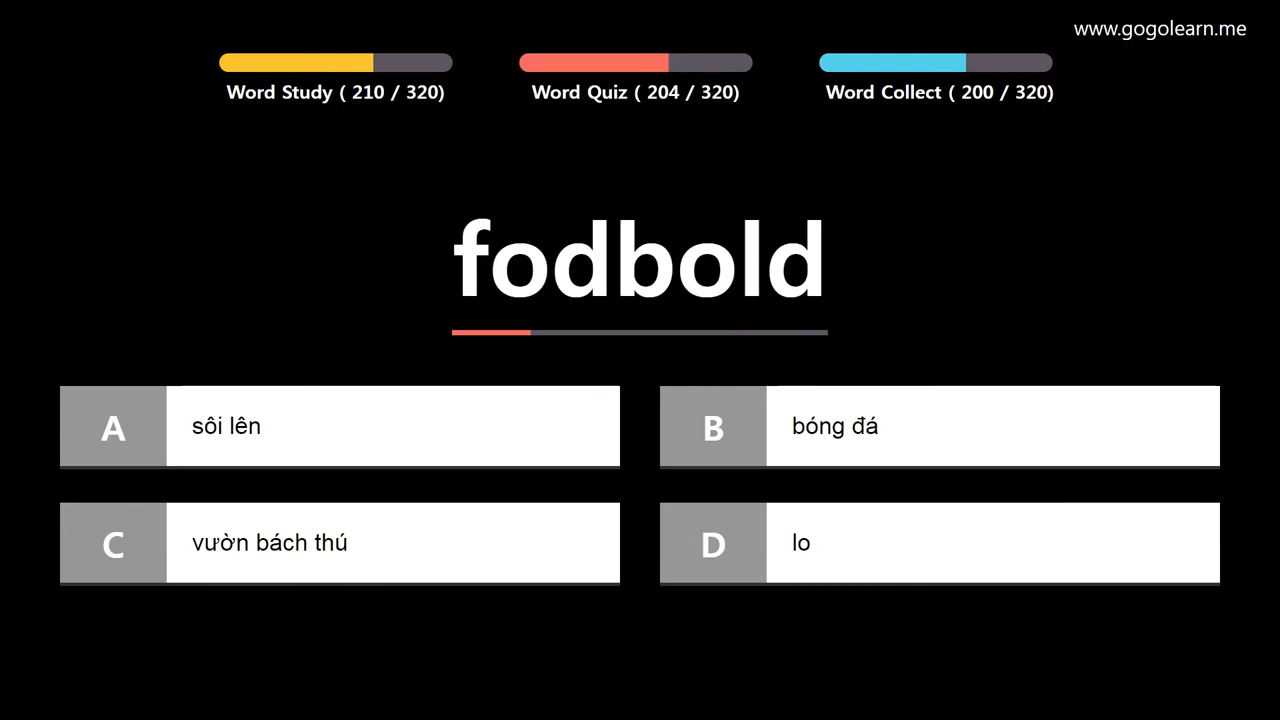 www.gogolearn.me
Word Study ( 210 / 320)
Word Quiz ( 204 / 320)
Word Collect ( 200 / 320)
fodbold
A
sôi lên
B
bóng đá
C
vườn bách thú
D
lo